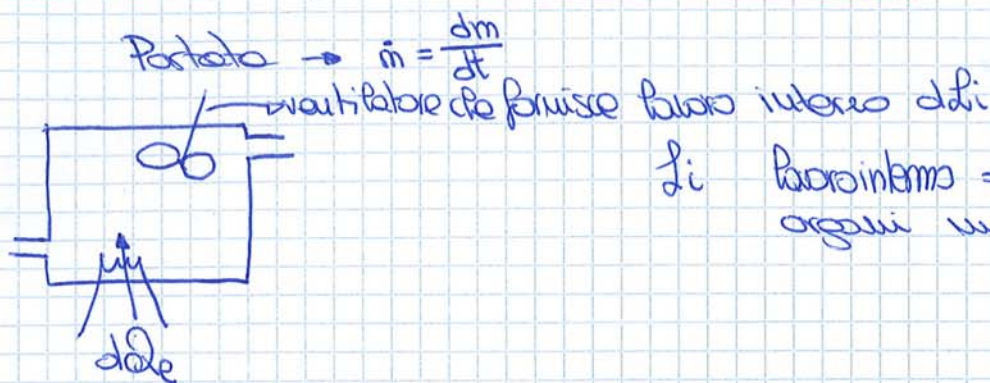 Portata → ṁ = dm/dt
ventilatore che fornisce lavoro interno dLi
Li lavoro interno =
organi
dQe